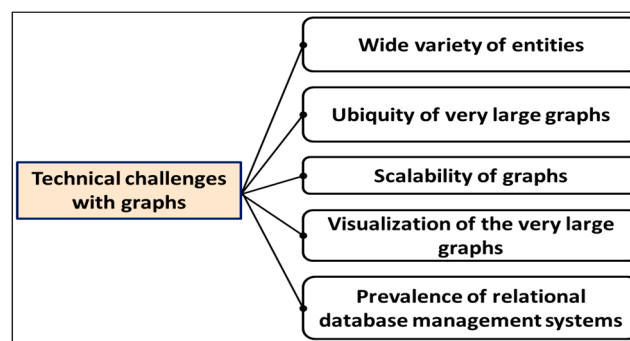 Wide variety of entities
Ubiquity of very large graphs
Technical challenges
with graphs
Scalability of graphs
Visualization of the very large
graphs
Prevalence of relational
database management systems